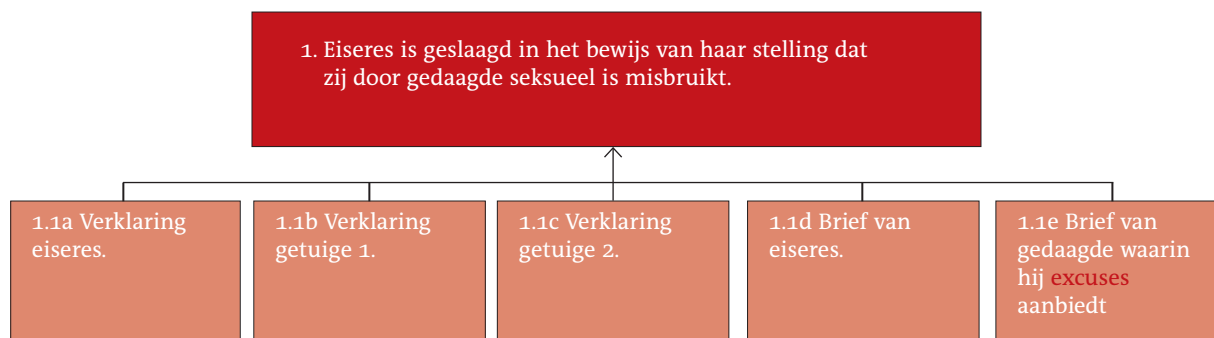 1. Eiseres is geslaagd in het bewijs van haar stelling dat
zij door gedaagde seksueel is misbruikt.
1.1a Verklaring
eiseres.
1.1b Verklaring
getuige 1.
1.1c Verklaring
getuige 2.
1.1d Brief van
eiseres.
1.1e Brief van
gedaagde waarin
hij excuses
aanbiedt